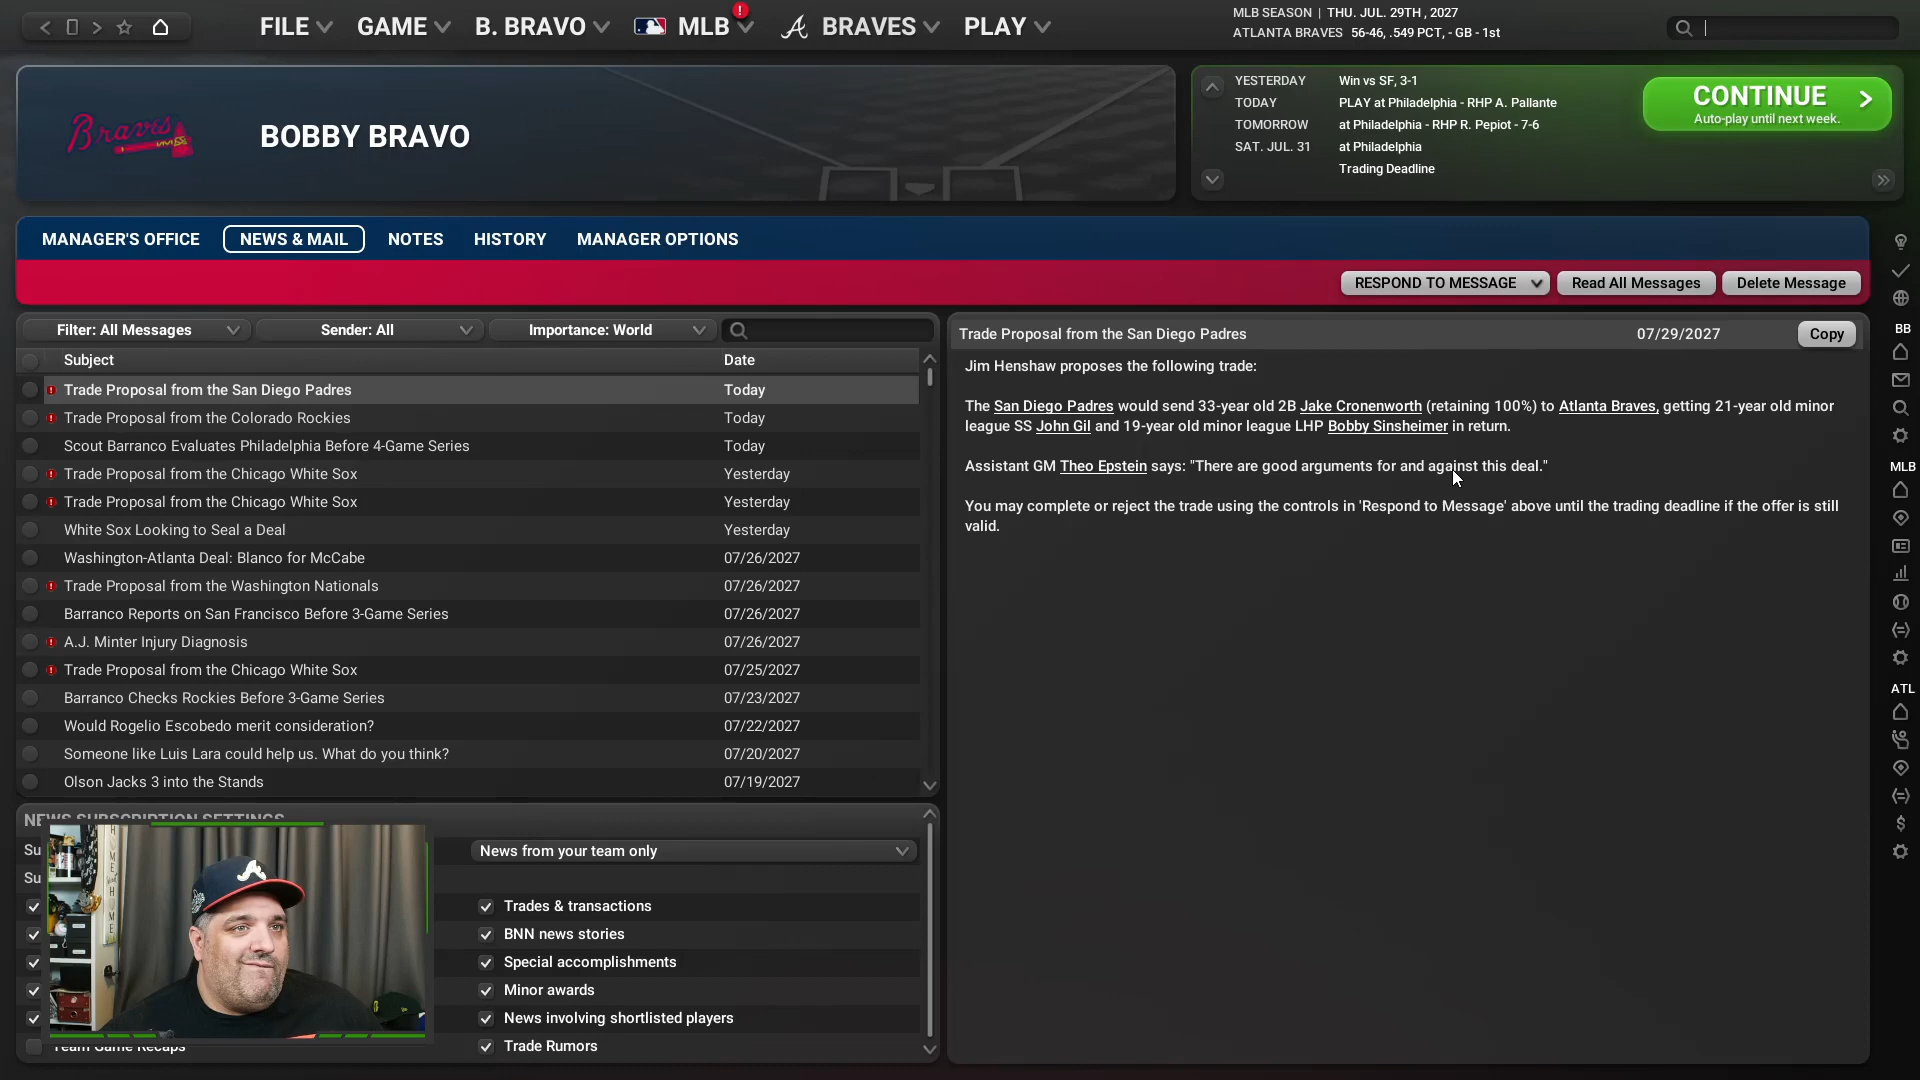 FILE
GAME
B. BRAVO
MLB
BRAVES
PLAY
MLB SEASON | THU. JUL. 29TH , 2027
ATLANTA BRAVES 56-46, .549 PCT, - GB - 1st
Braves
BOBBY BRAVO
YESTERDAY Win vs SF, 3-1
TODAY PLAY at Philadelphia - RHP A. Pallante
TOMORROW at Philadelphia - RHP R. Pepiot - 7-6
SAT. JUL. 31 at Philadelphia
Trading Deadline
CONTINUE
Auto-play until next week.
MANAGER'S OFFICE
NEWS & MAIL
NOTES
HISTORY
MANAGER OPTIONS
RESPOND TO MESSAGE
Read All Messages
Delete Message
Filter: All Messages
Sender: All
Importance: World
Subject Date
Trade Proposal from the San Diego Padres Today
Trade Proposal from the Colorado Rockies Today
Scout Barranco Evaluates Philadelphia Before 4-Game Series Today
Trade Proposal from the Chicago White Sox Yesterday
Trade Proposal from the Chicago White Sox Yesterday
White Sox Looking to Seal a Deal Yesterday
Washington-Atlanta Deal: Blanco for McCabe 07/26/2027
Trade Proposal from the Washington Nationals 07/26/2027
Barranco Reports on San Francisco Before 3-Game Series 07/26/2027
A.J. Minter Injury Diagnosis 07/26/2027
Trade Proposal from the Chicago White Sox 07/25/2027
Barranco Checks Rockies Before 3-Game Series 07/23/2027
Would Rogelio Escobedo merit consideration? 07/22/2027
Someone like Luis Lara could help us. What do you think? 07/20/2027
Olson Jacks 3 into the Stands 07/19/2027
Trade Proposal from the San Diego Padres 07/29/2027
Copy
Jim Henshaw proposes the following trade:
The San Diego Padres would send 33-year old 2B Jake Cronenworth (retaining 100%) to Atlanta Braves, getting 21-year old minor
league SS John Gil and 19-year old minor league LHP Bobby Sinsheimer in return.
Assistant GM Theo Epstein says: "There are good arguments for and against this deal."
You may complete or reject the trade using the controls in 'Respond to Message' above until the trading deadline if the offer is still
valid.
NEWS SUBSCRIPTION SETTINGS
Su
News from your team only
Su
Trades & transactions
BNN news stories
Special accomplishments
Minor awards
News involving shortlisted players
Team Game Recaps
Trade Rumors
BB
MLB
ATL